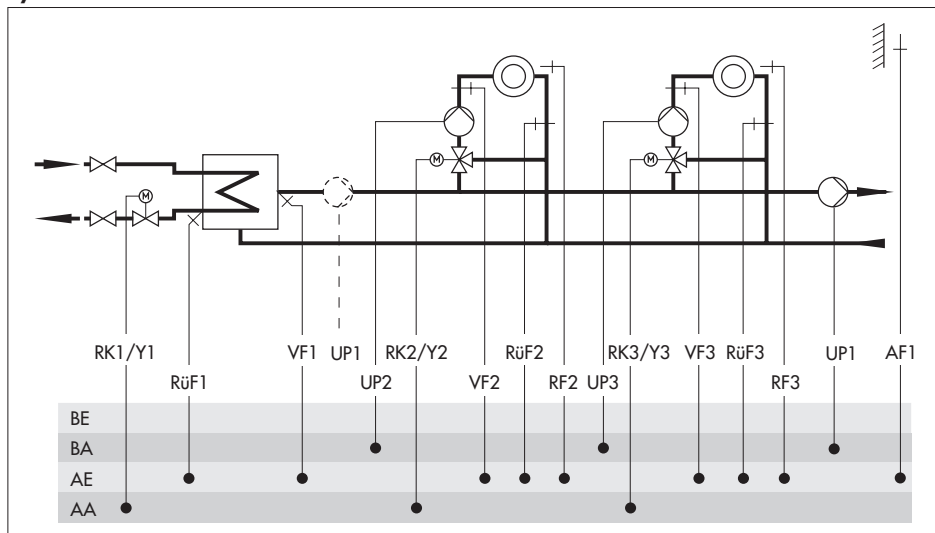 M
M
M
RK1/Y1
VF1
UP1
RK2/Y2
RüF2
RK3/Y3
VF3
RüF3
UP1
AF1
RüF1
UP2
VF2
RF2
UP3
RF3
BE
BA
AE
AA